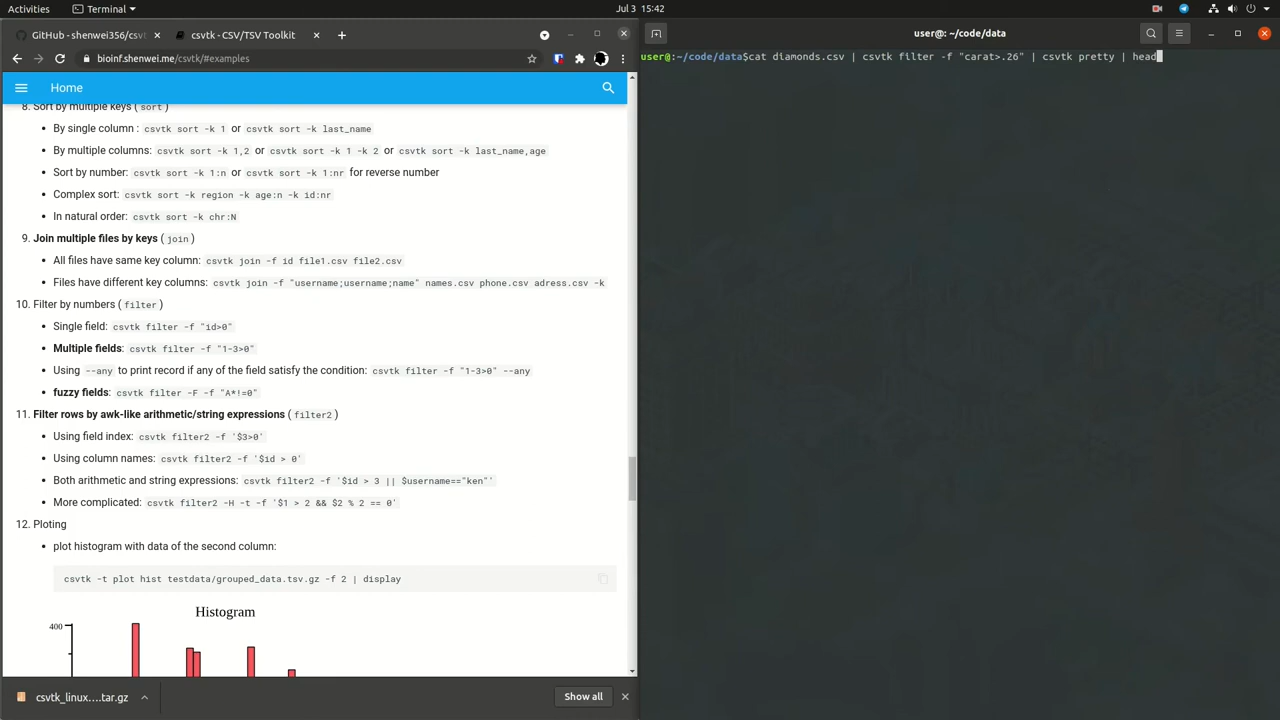 Activities
Terminal
Jul 3 15:42
GitHub - shenwei356/csvt
csvtk - CSV/TSV Toolkit
user@: ~/code/data
bioinf.shenwei.me/csvtk/#examples
user@:~/code/data$cat diamonds.csv | csvtk filter -f "carat>.26" | csvtk pretty | head
Home
8. Sort by multiple keys ( sort )
• By single column : csvtk sort -k 1 or csvtk sort -k last_name
• By multiple columns: csvtk sort -k 1,2 or csvtk sort -k 1 -k 2 or csvtk sort -k last_name,age
• Sort by number: csvtk sort -k 1:n or csvtk sort -k 1:nr for reverse number
• Complex sort: csvtk sort -k region -k age:n -k id:nr
• In natural order: csvtk sort -k chr:N
9. Join multiple files by keys ( join )
• All files have same key column: csvtk join -f id file1.csv file2.csv
• Files have different key columns: csvtk join -f "username;username;name" names.csv phone.csv adress.csv -k
10. Filter by numbers ( filter )
• Single field: csvtk filter -f "id>0"
• Multiple fields: csvtk filter -f "1-3>0"
• Using --any to print record if any of the field satisfy the condition: csvtk filter -f "1-3>0" --any
• fuzzy fields: csvtk filter -F -f "A*!=0"
11. Filter rows by awk-like arithmetic/string expressions ( filter2 )
• Using field index: csvtk filter2 -f '$3>0'
• Using column names: csvtk filter2 -f '$id > 0'
• Both arithmetic and string expressions: csvtk filter2 -f '$id > 3 || $username=="ken"'
• More complicated: csvtk filter2 -H -t -f '$1 > 2 && $2 % 2 == 0'
12. Ploting
• plot histogram with data of the second column:
csvtk -t plot hist testdata/grouped_data.tsv.gz -f 2 | display
Histogram
400
csvtk_linux....tar.gz
Show all